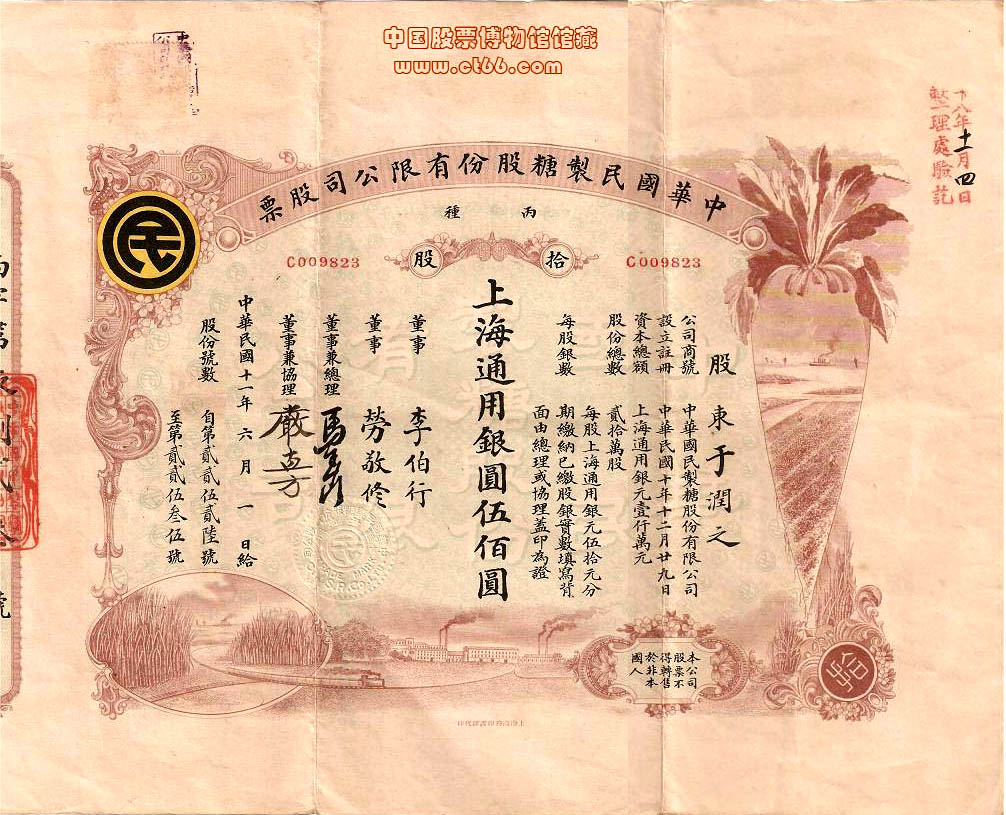 中国股票博物馆馆藏
www.ct66.com
十八年十一月四日
整理處驗訖
中華國民製糖股份有限公司股票
丙種
拾股
C009823
C009823
股東于潤之
公司商號 中華國民製糖股份有限公司
設立註冊 中華民國十年十二月廿九日
資本總額 上海通用銀元壹仟萬元
股份總數 貳拾萬股
每股銀數 每股上海通用銀元伍拾元分
期繳納已繳股銀實數填寫背
面由總理或協理蓋印為證
上海通用銀圓伍佰圓
董事 李伯行
董事 勞敬修
董事兼總理
董事兼協理 嚴直方
中華民國十一年六月一日給
股份號數 自第貳貳伍貳陸號
至第貳貳伍叁伍號
本公司
股票不
得轉售
於非本
國人
民